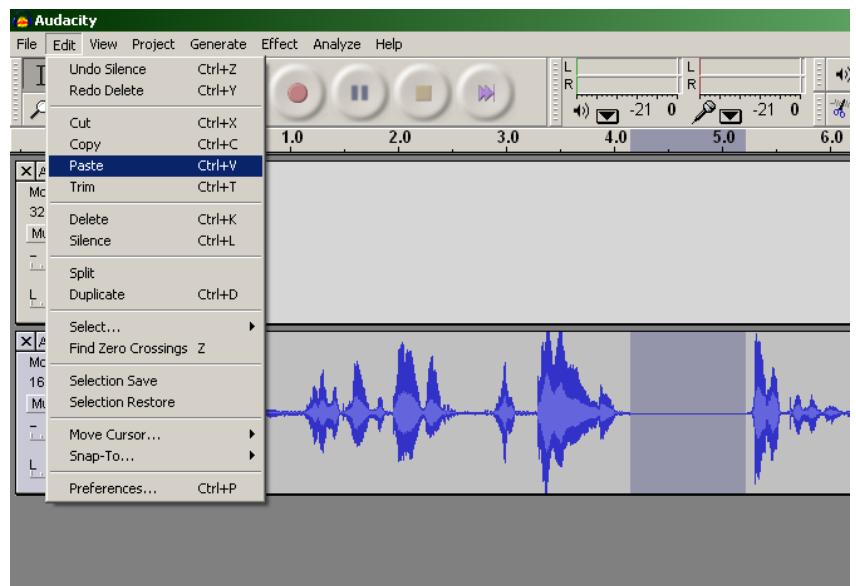 Audacity
File Edit View Project Generate Effect Analyze Help
Undo Silence Ctrl+Z
Redo Delete Ctrl+Y
Cut Ctrl+X
Copy Ctrl+C
Paste Ctrl+V
Trim Ctrl+T
Delete Ctrl+K
Silence Ctrl+L
Split
Duplicate Ctrl+D
Select...
Find Zero Crossings Z
Selection Save
Selection Restore
Move Cursor...
Snap-To...
Preferences... Ctrl+P
L
R
-21 0
L
R
-21 0
1.0 2.0 3.0 4.0 5.0 6.0
32
L
16
L